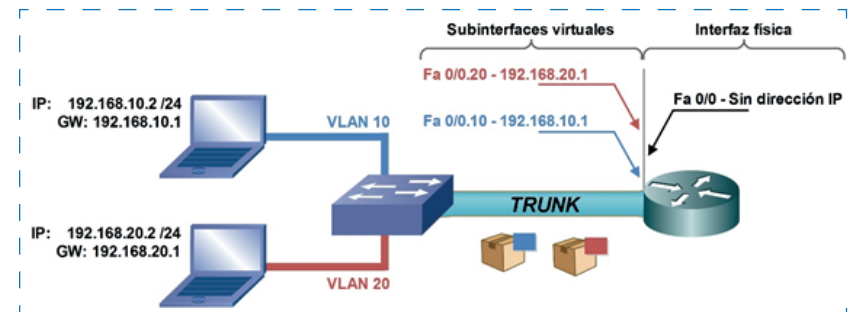 Subinterfaces virtuales
Interfaz física
Fa 0/0.20 - 192.168.20.1
Fa 0/0 - Sin dirección IP
IP: 192.168.10.2 /24
GW: 192.168.10.1
VLAN 10
Fa 0/0.10 - 192.168.10.1
TRUNK
IP: 192.168.20.2 /24
GW: 192.168.20.1
VLAN 20